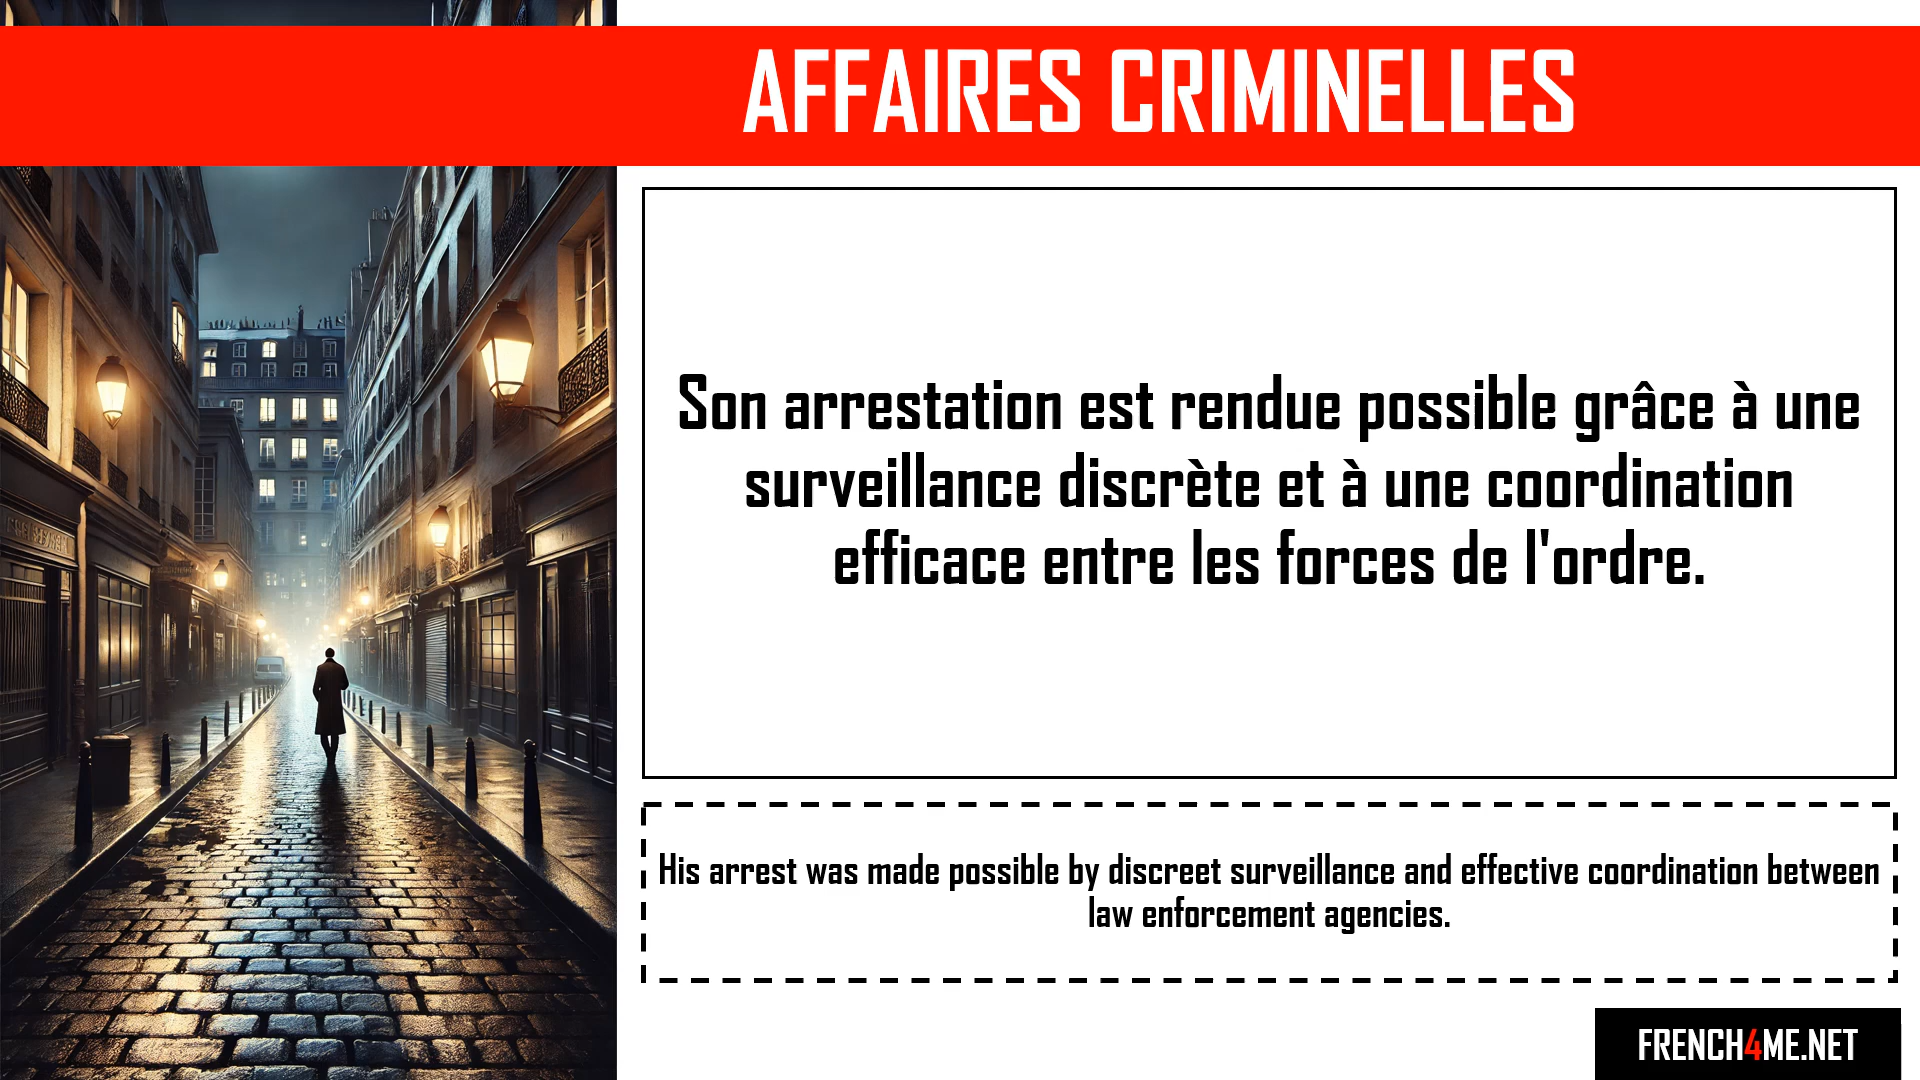 AFFAIRES CRIMINELLES
Son arrestation est rendue possible grâce à une
surveillance discrète et à une coordination
efficace entre les forces de l'ordre.
His arrest was made possible by discreet surveillance and effective coordination between
law enforcement agencies.
FRENCH4ME.NET